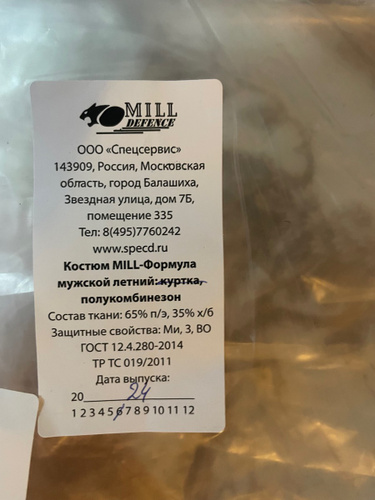 MILL
DEFENCE
ООО «Спецсервис»
143909, Россия, Московская
область, город Балашиха,
Звездная улица, дом 7Б,
помещение 335
Тел: 8(495)7760242
www.specd.ru
Костюм MILL-Формула
мужской летний: куртка,
полукомбинезон
Состав ткани: 65% п/э, 35% х/б
Защитные свойства: Ми, З, ВО
ГОСТ 12.4.280-2014
ТР ТС 019/2011
Дата выпуска:
20 24
1 2 3 4 5 6 7 8 9 10 11 12